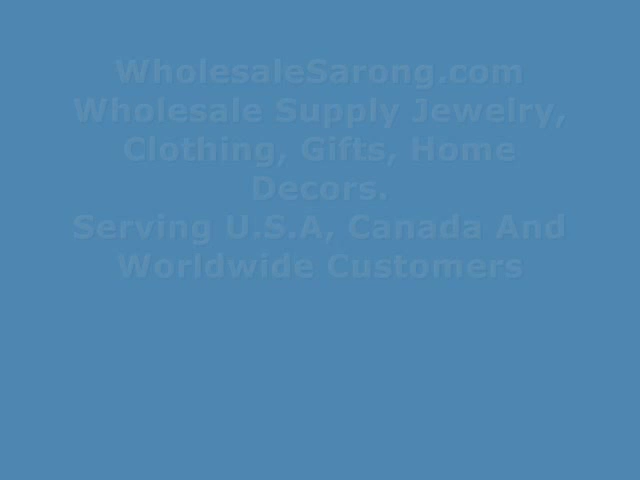 WholesaleSarong.com
Wholesale Supply Jewelry,
Clothing, Gifts, Home
Decors.
Serving U.S.A, Canada And
Worldwide Customers